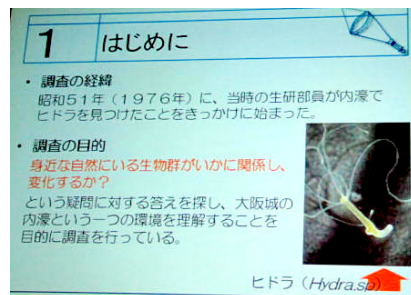 1 はじめに
・ 調査の経緯
昭和51年(1976年)に、当時の生研部員が内濠で
ヒドラを見つけたことをきっかけに始まった。
・ 調査の目的
身近な自然にいる生物群がいかに関係し、
変化するか?
という疑問に対する答えを探し、大阪城の
内濠という一つの環境を理解することを
目的に調査を行っている。
ヒドラ(Hydra.sp)